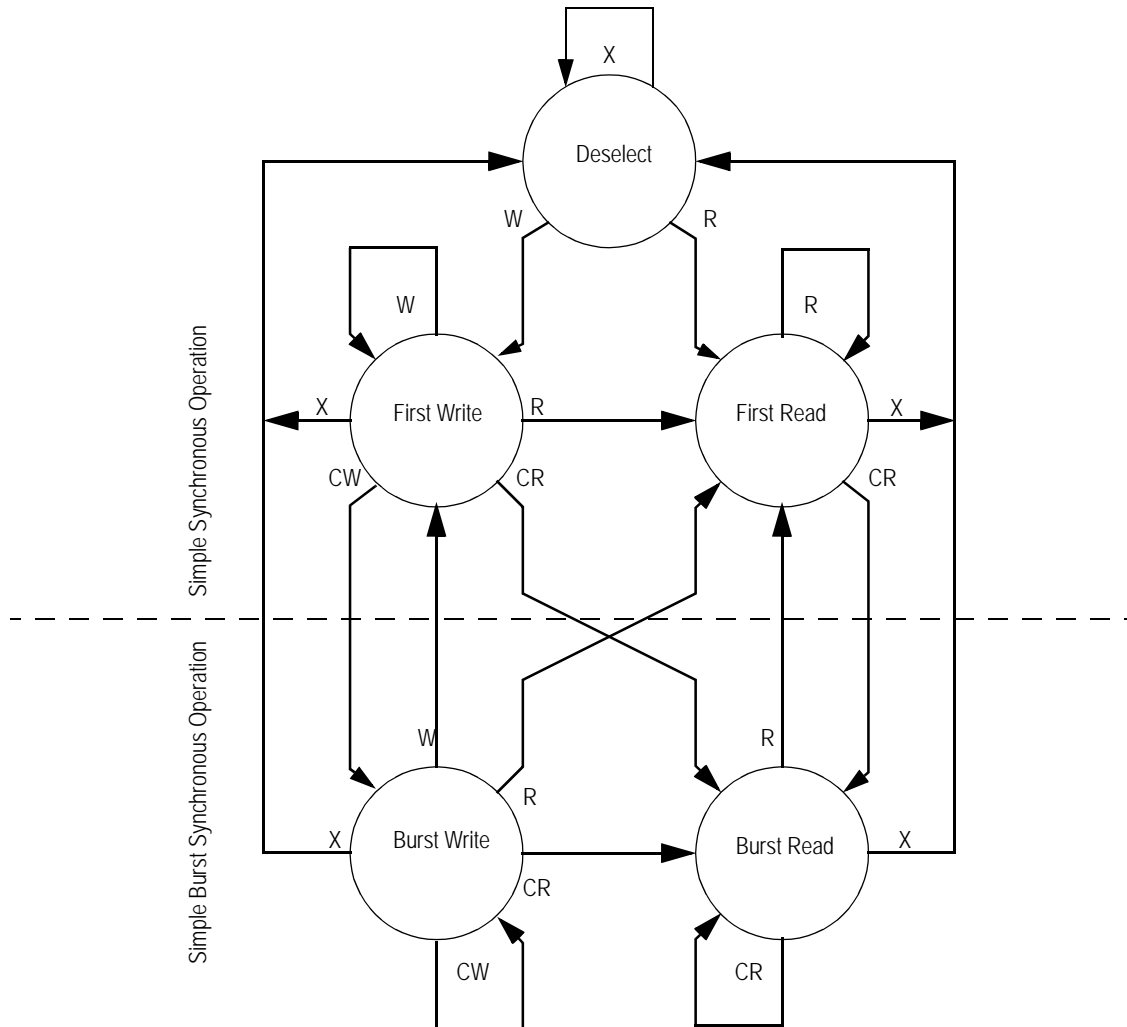 X
Deselect
W
R
W
R
Simple Synchronous Operation
X
First Write
R
First Read
X
CW
CR
CR
Simple Burst Synchronous Operation
W
R
R
X
Burst Write
Burst Read
X
CR
CW
CR